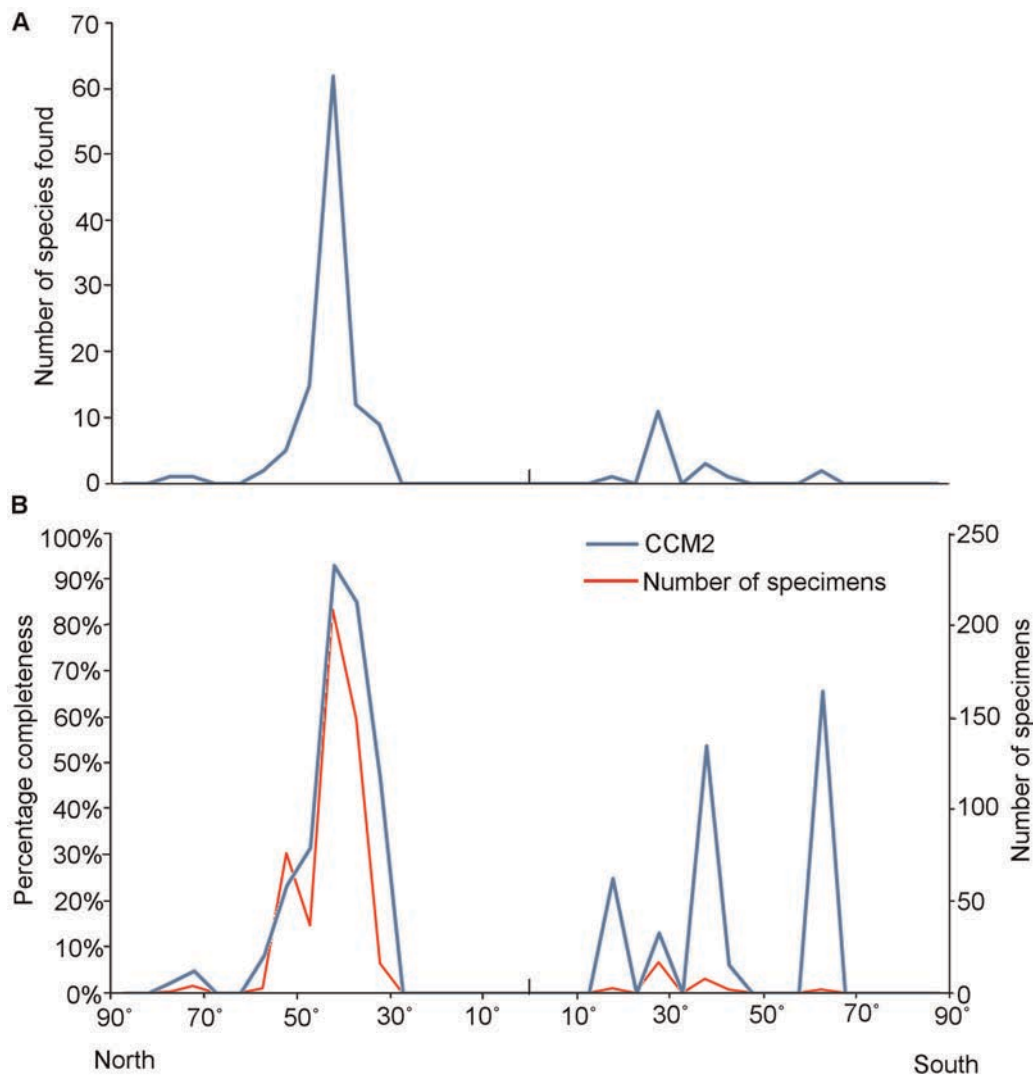 A
70
60
50
40
30
20
10
0
Number of species found
B
100%
90%
80%
70%
60%
50%
40%
30%
20%
10%
0%
Percentage completeness
CCM2
Number of specimens
250
200
150
100
50
0
Number of specimens
90° 70° 50° 30° 10° 10° 30° 50° 70° 90°
North South